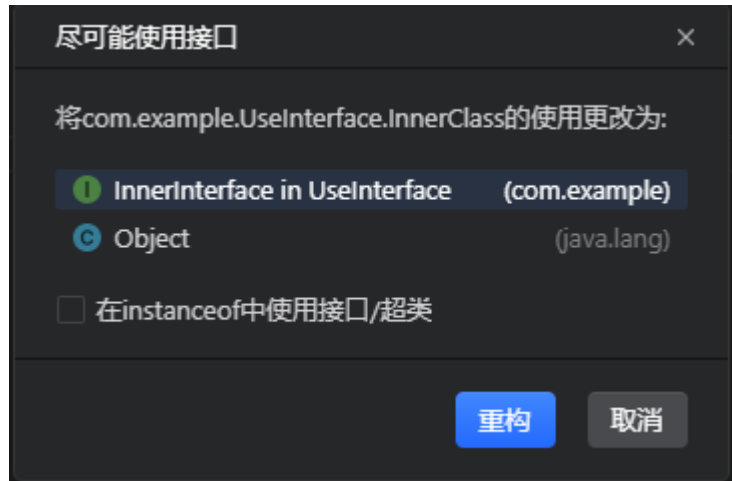 尽可能使用接口
将com.example.UseInterface.InnerClass的使用更改为:
I InnerInterface in UseInterface (com.example)
C Object (java.lang)
在instanceof中使用接口/超类
重构 取消